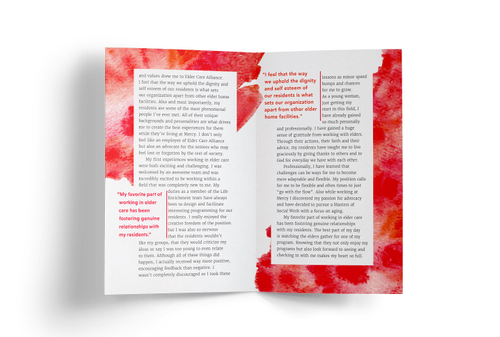 and values drew me to Elder Care Alliance.
I feel that the way we uphold the dignity
and self esteem of our residents is what
sets our organization apart from other elder home
facilities. Also and most importantly, my
residents are some of the most phenomenal
people I've ever met. All of their unique
backgrounds and personalities are what drives
me to create the best experiences for them
while they're living at Mercy. I don't only
feel like an employee of Elder Care Alliance
but also an advocate for the seniors who may
feel lost or forgotten by the rest of society.
My first experiences working in elder care
were both exciting and challenging. I was
welcomed by an awesome team and was
incredibly excited to be working within a
field that was completely new to me. My
duties as a member of the Life
Enrichment team have always
been to design and facilitate
interesting programming for our
residents. I really enjoyed the
creative freedom of the position
but I was also so nervous
that the residents wouldn't
like my groups, that they would criticize my
ideas or say I was too young to ever relate
to them. Although all of these things did
happen, I actually received way more positive,
encouraging feedback than negative. I
wasn't completely discouraged so I took these
"My favorite part of
working in elder
care has been
fostering genuine
relationships with
my residents."
"I feel that the way
we uphold the dignity
and self esteem of
our residents is what
sets our organization
apart from other elder
home facilities."
lessons as minor speed
bumps and chances
for me to grow.
As a young woman,
just getting my
start in this field, I
have already gained
so much personally
and professionally. I have gained a huge
sense of gratitude from working with elders.
Through their actions, their faith and their
advice, my residents have taught me to live
graciously by giving thanks to others and to
God for everyday we have with each other.
Professionally, I have learned that
challenges can be ways for me to become
more adaptable and flexible. My position calls
for me to be flexible and often times to just
"go with the flow". Also while working at
Mercy I discovered my passion for advocacy
and have decided to pursue a Masters of
Social Work with a focus on aging.
My favorite part of working in elder care
has been fostering genuine relationships
with my residents. The best part of my day
is watching the elders gather for one of my
program. Knowing that they not only enjoy my
programs but also look forward to seeing and
checking in with me makes my heart so full.